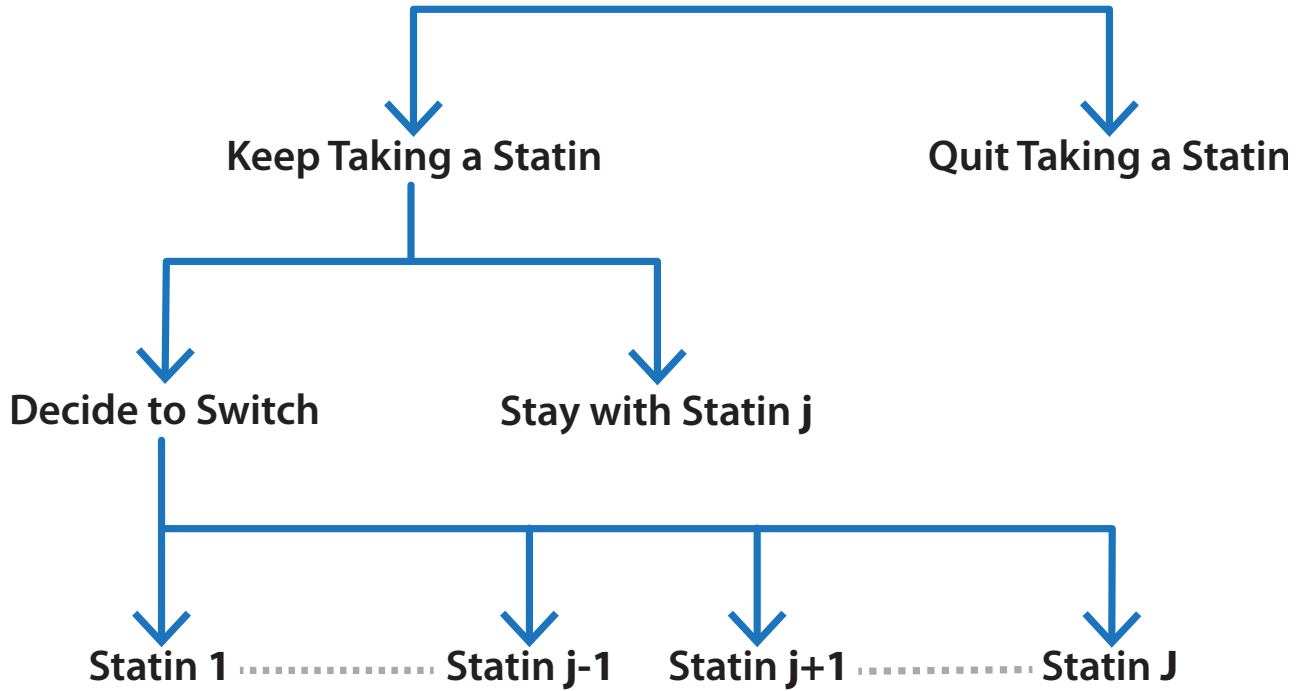 Keep Taking a Statin
Quit Taking a Statin
Decide to Switch
Stay with Statin j
Statin 1
Statin j-1
Statin j+1
Statin J